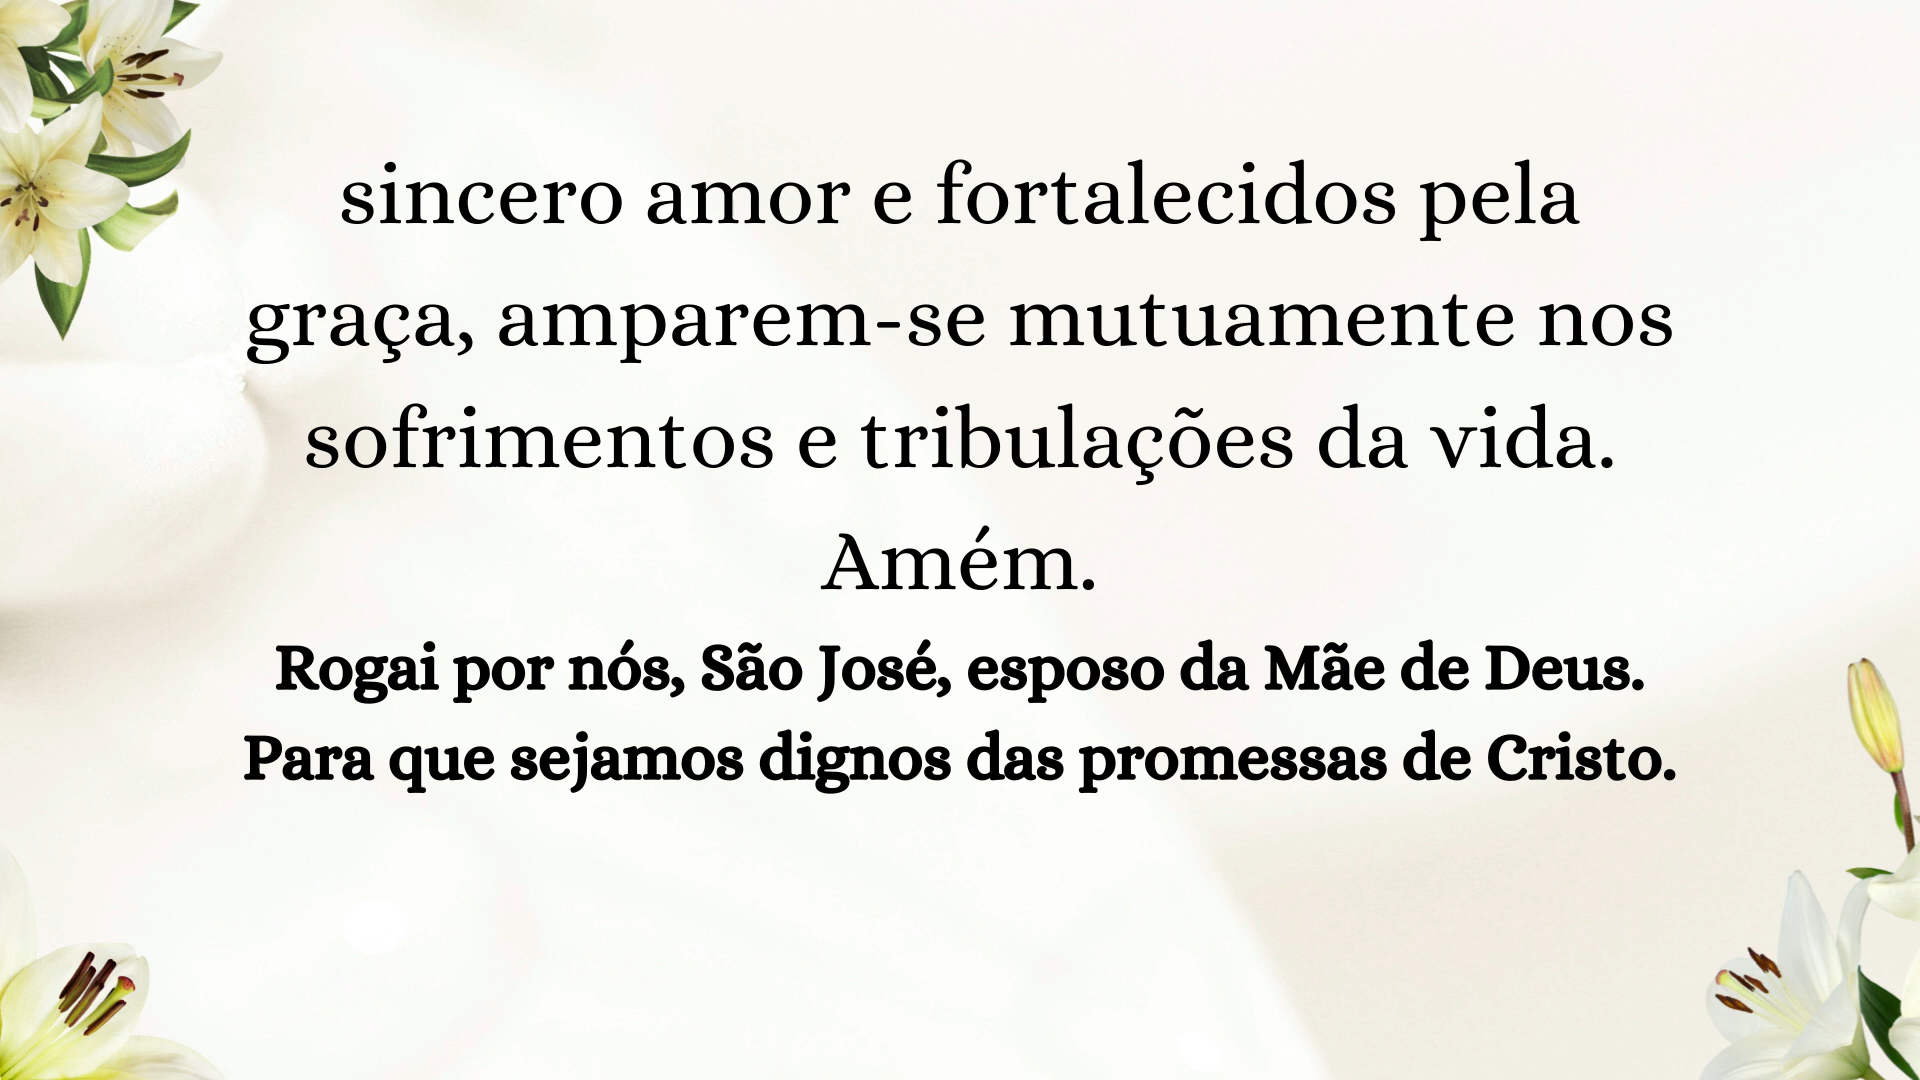 sincero amor e fortalecidos pela
graça, amparem-se mutuamente nos
sofrimentos e tribulações da vida.
Amém.
Rogai por nós, São José, esposo da Mãe de Deus.
Para que sejamos dignos das promessas de Cristo.